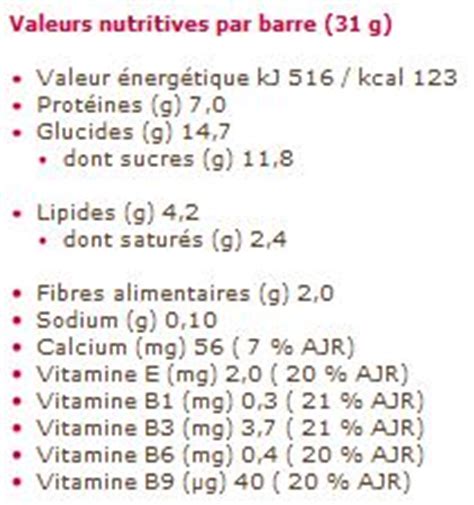 Valeurs nutritives par barre (31 g)
• Valeur énergétique kJ 516 / kcal 123
• Protéines (g) 7,0
• Glucides (g) 14,7
• dont sucres (g) 11,8
• Lipides (g) 4,2
• dont saturés (g) 2,4
• Fibres alimentaires (g) 2,0
• Sodium (g) 0,10
• Calcium (mg) 56 ( 7 % AJR)
• Vitamine E (mg) 2,0 ( 20 % AJR)
• Vitamine B1 (mg) 0,3 ( 21 % AJR)
• Vitamine B3 (mg) 3,7 ( 21 % AJR)
• Vitamine B6 (mg) 0,4 ( 20 % AJR)
• Vitamine B9 (µg) 40 ( 20 % AJR)